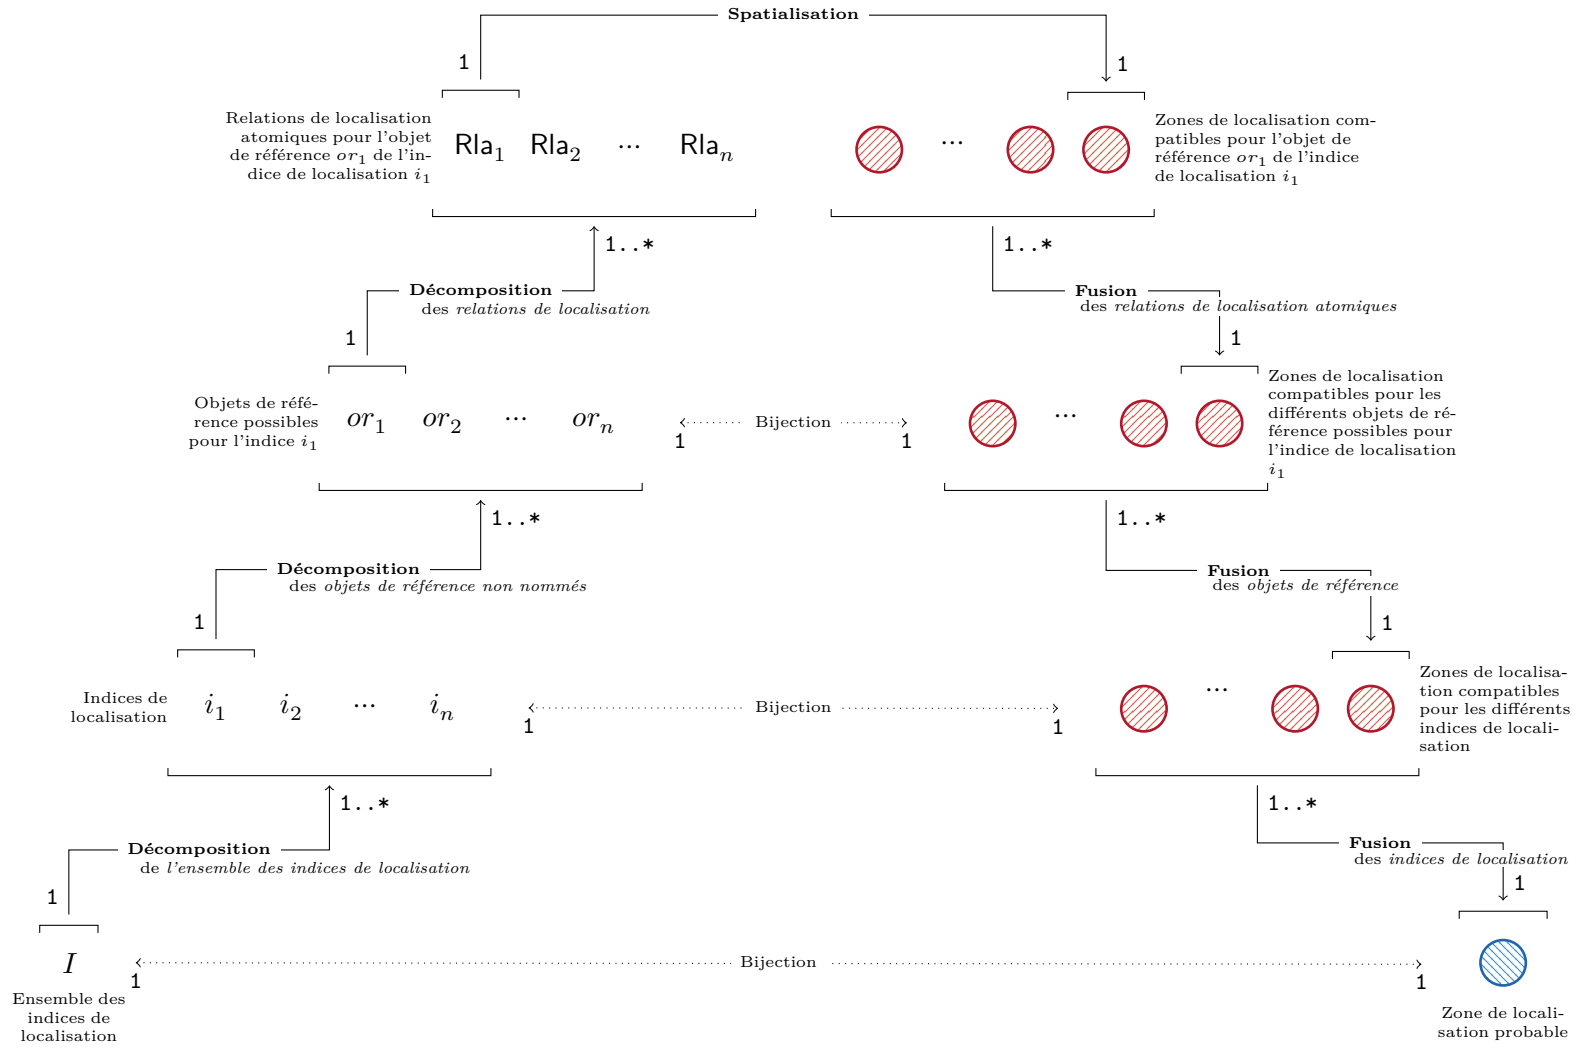 Spatialisation
1
1
Relations de localisation
atomiques pour l'objet
de référence or₁ de l'in-
dice de localisation i₁
Rla₁ Rla₂ ... Rlaₙ
...
Zones de localisation com-
patibles pour l'objet de
référence or₁ de l'indice
de localisation i₁
1..*
1..*
Décomposition
des relations de localisation
Fusion
des relations de localisation atomiques
1
1
Objets de réfé-
rence possibles
pour l'indice i₁
or₁ or₂ ... orₙ
1
Bijection
1
...
Zones de localisation
compatibles pour les
différents objets de ré-
férence possibles pour
l'indice de localisation
i₁
1..*
1..*
Décomposition
des objets de référence non nommés
Fusion
des objets de référence
1
1
Indices de
localisation
i₁ i₂ ... iₙ
1
Bijection
1
...
Zones de localisa-
tion compatibles
pour les différents
indices de locali-
sation
1..*
1..*
Décomposition
de l'ensemble des indices de localisation
Fusion
des indices de localisation
1
1
I
1
Bijection
1
Ensemble des
indices de
localisation
Zone de locali-
sation probable